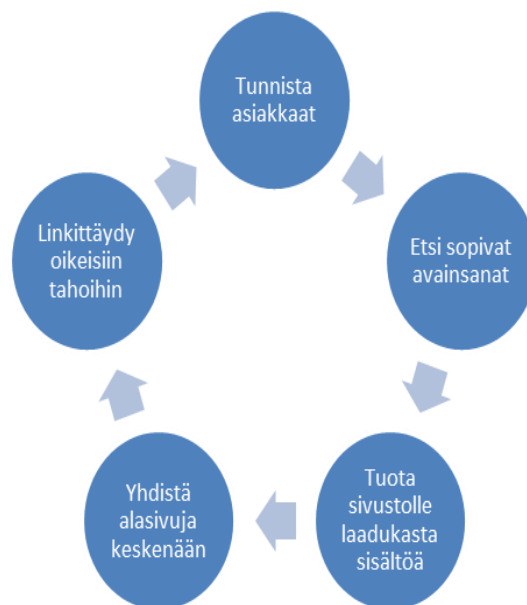 Tunnista
asiakkaat
Etsi sopivat
avainsanat
Tuota
sivustolle
laadukasta
sisältöä
Yhdistä
alasivuja
keskenään
Linkittäydy
oikeisiin
tahoihin